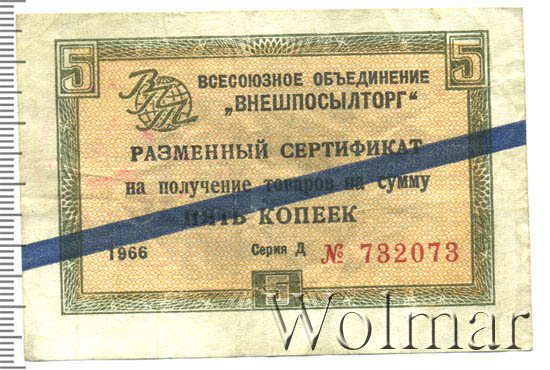 5 5
ВПТ
ВСЕСОЮЗНОЕ ОБЪЕДИНЕНИЕ
„ВНЕШПОСЫЛТОРГ“
РАЗМЕННЫЙ СЕРТИФИКАТ
на получение товаров на сумму
ПЯТЬ КОПЕЕК
1966 Серия Д № 732073
5
Wolmar